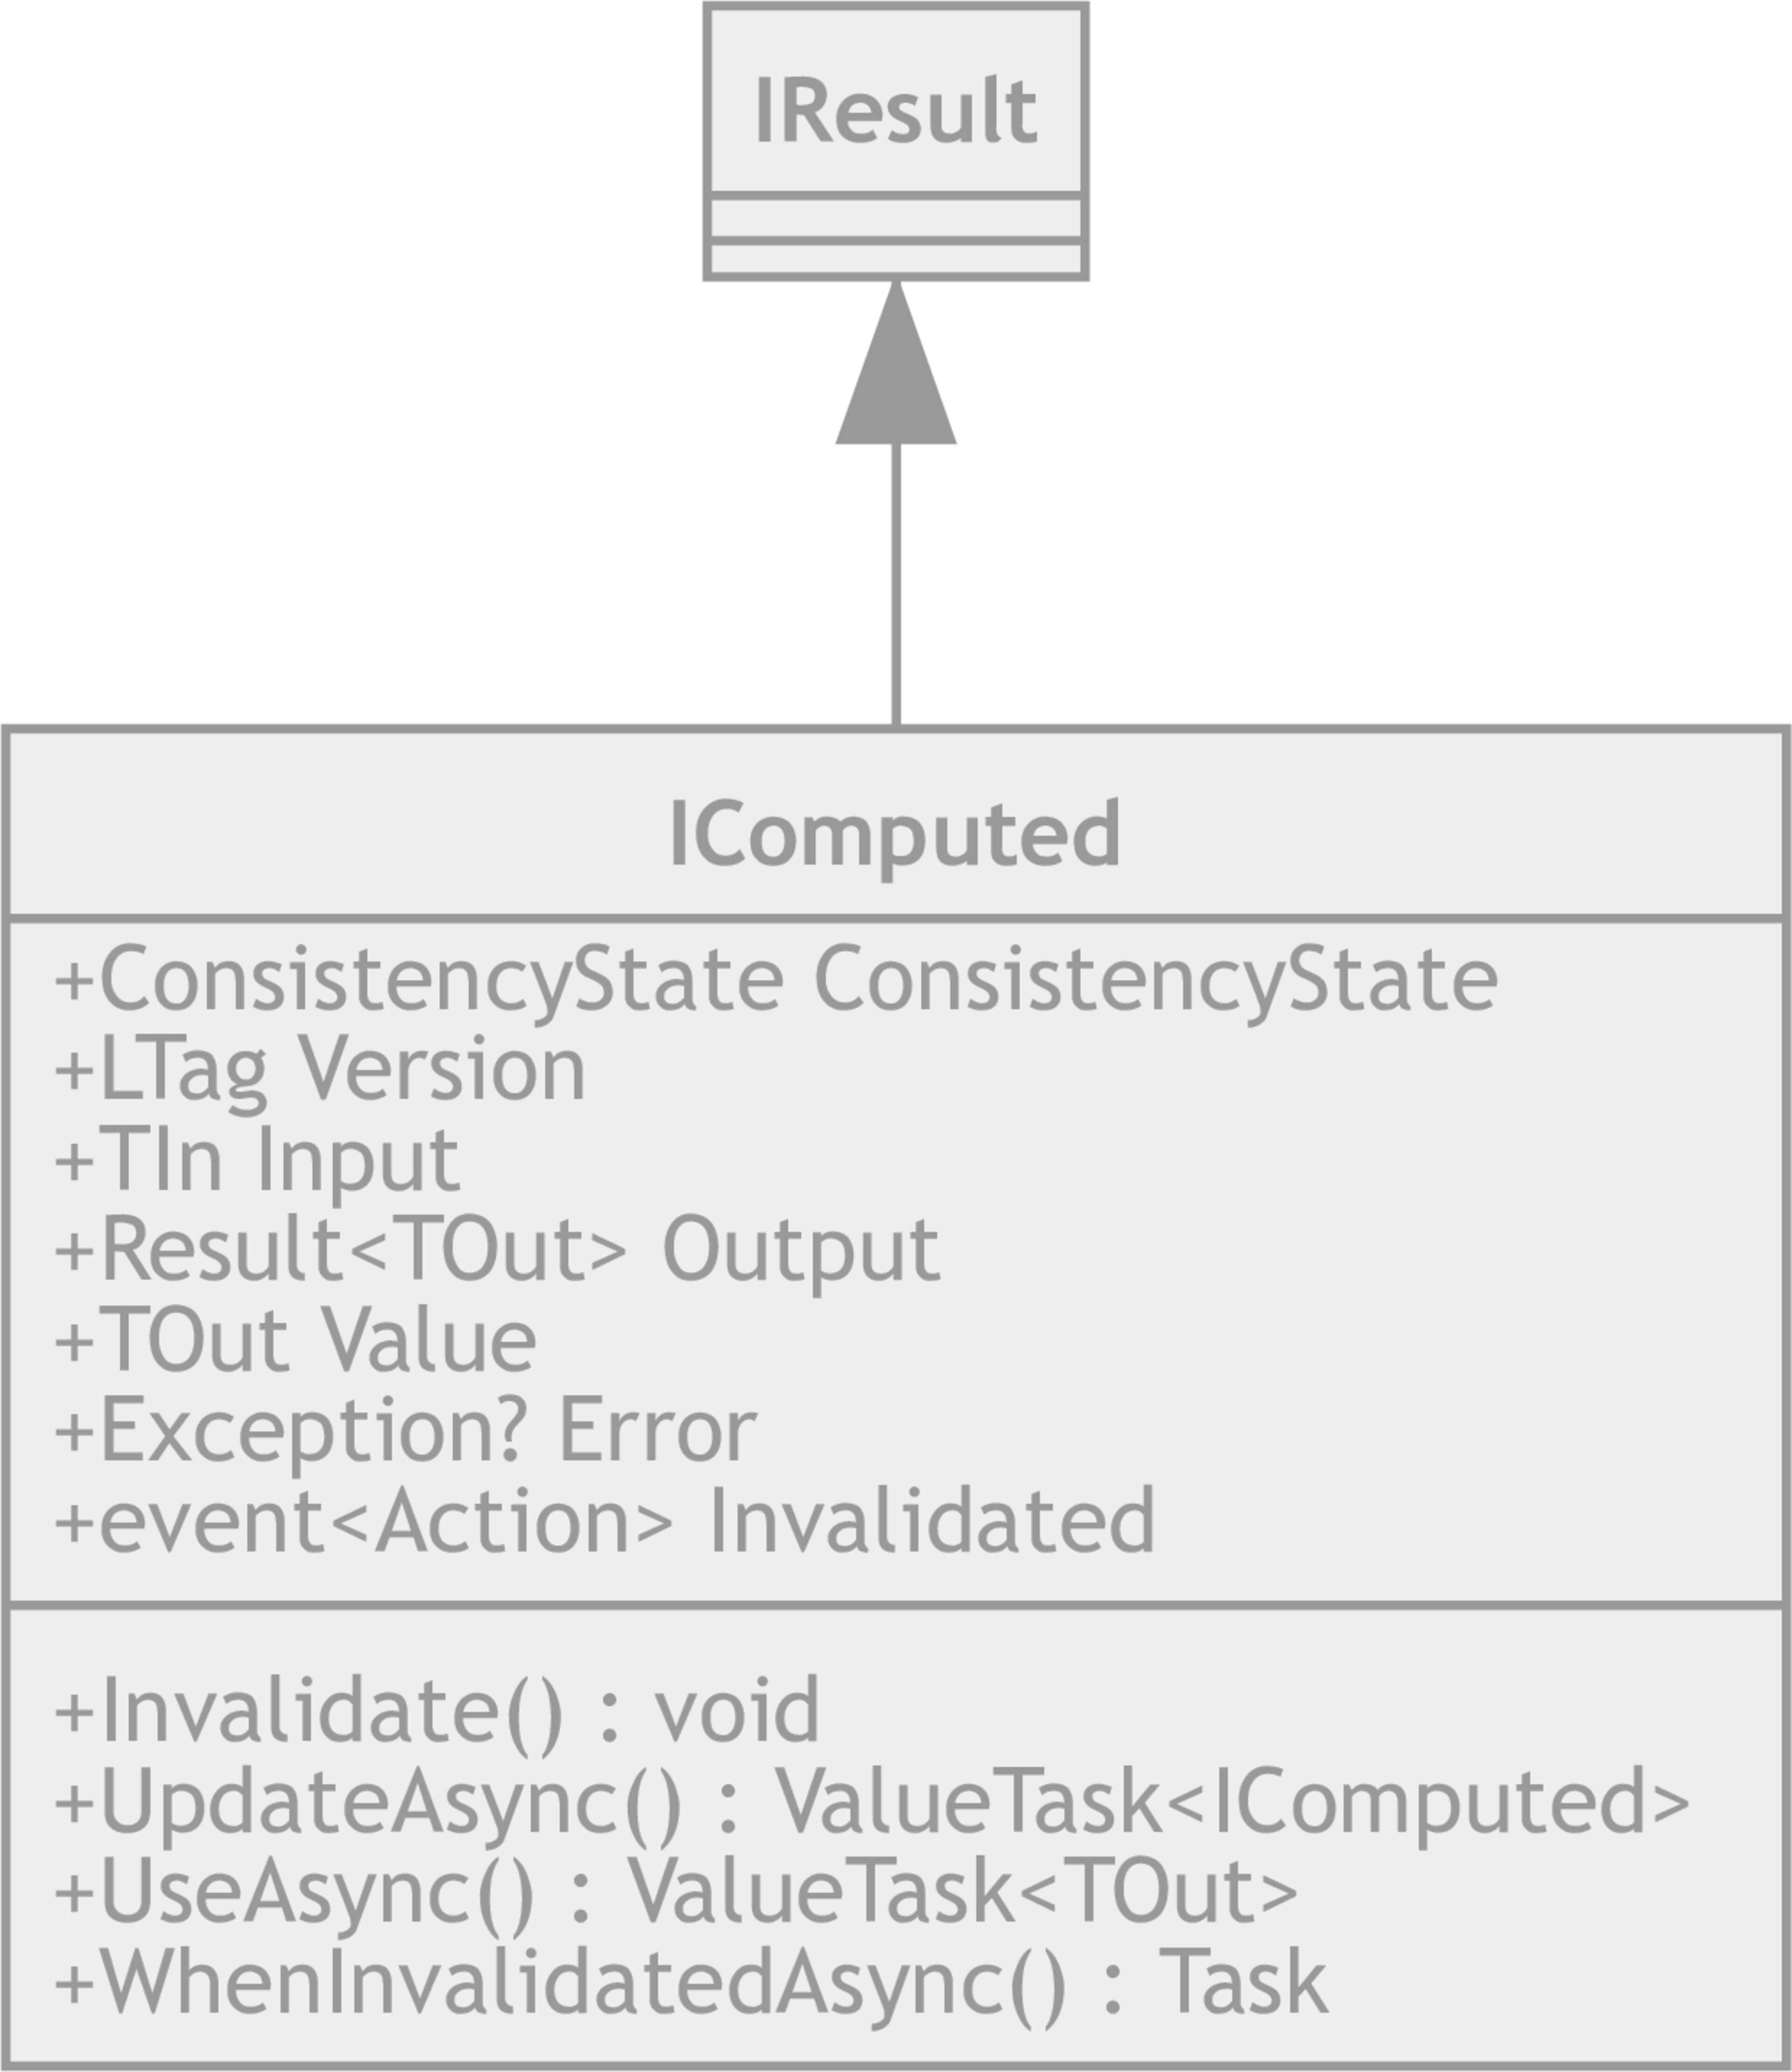 IResult
IComputed
+ConsistencyState ConsistencyState
+LTag Version
+TIn Input
+Result<TOut> Output
+TOut Value
+Exception? Error
+event<Action> Invalidated
+Invalidate() : void
+UpdateAsync() : ValueTask<IComputed>
+UseAsync() : ValueTask<TOut>
+WhenInvalidatedAsync() : Task